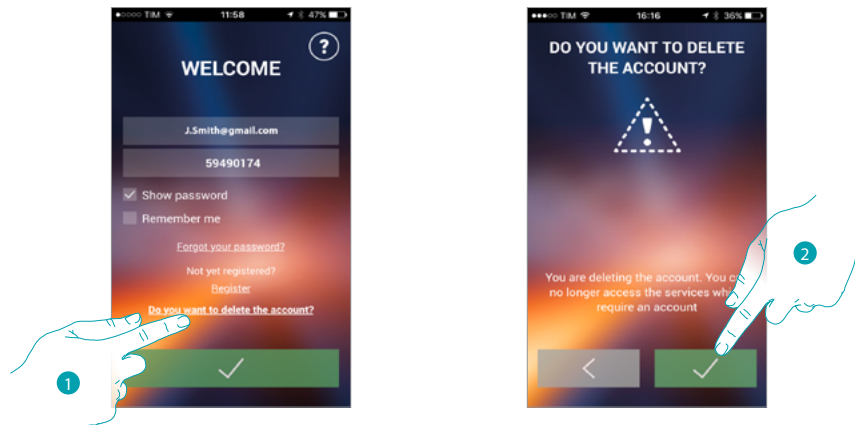 TIM 11:58 47%
?
WELCOME
J.Smith@gmail.com
59490174
Show password
Remember me
Forgot your password?
Not yet registered?
Register
Do you want to delete the account?
1
TIM 16:16 36%
DO YOU WANT TO DELETE
THE ACCOUNT?
!
You are deleting the account. You
no longer access the services
require an account
2